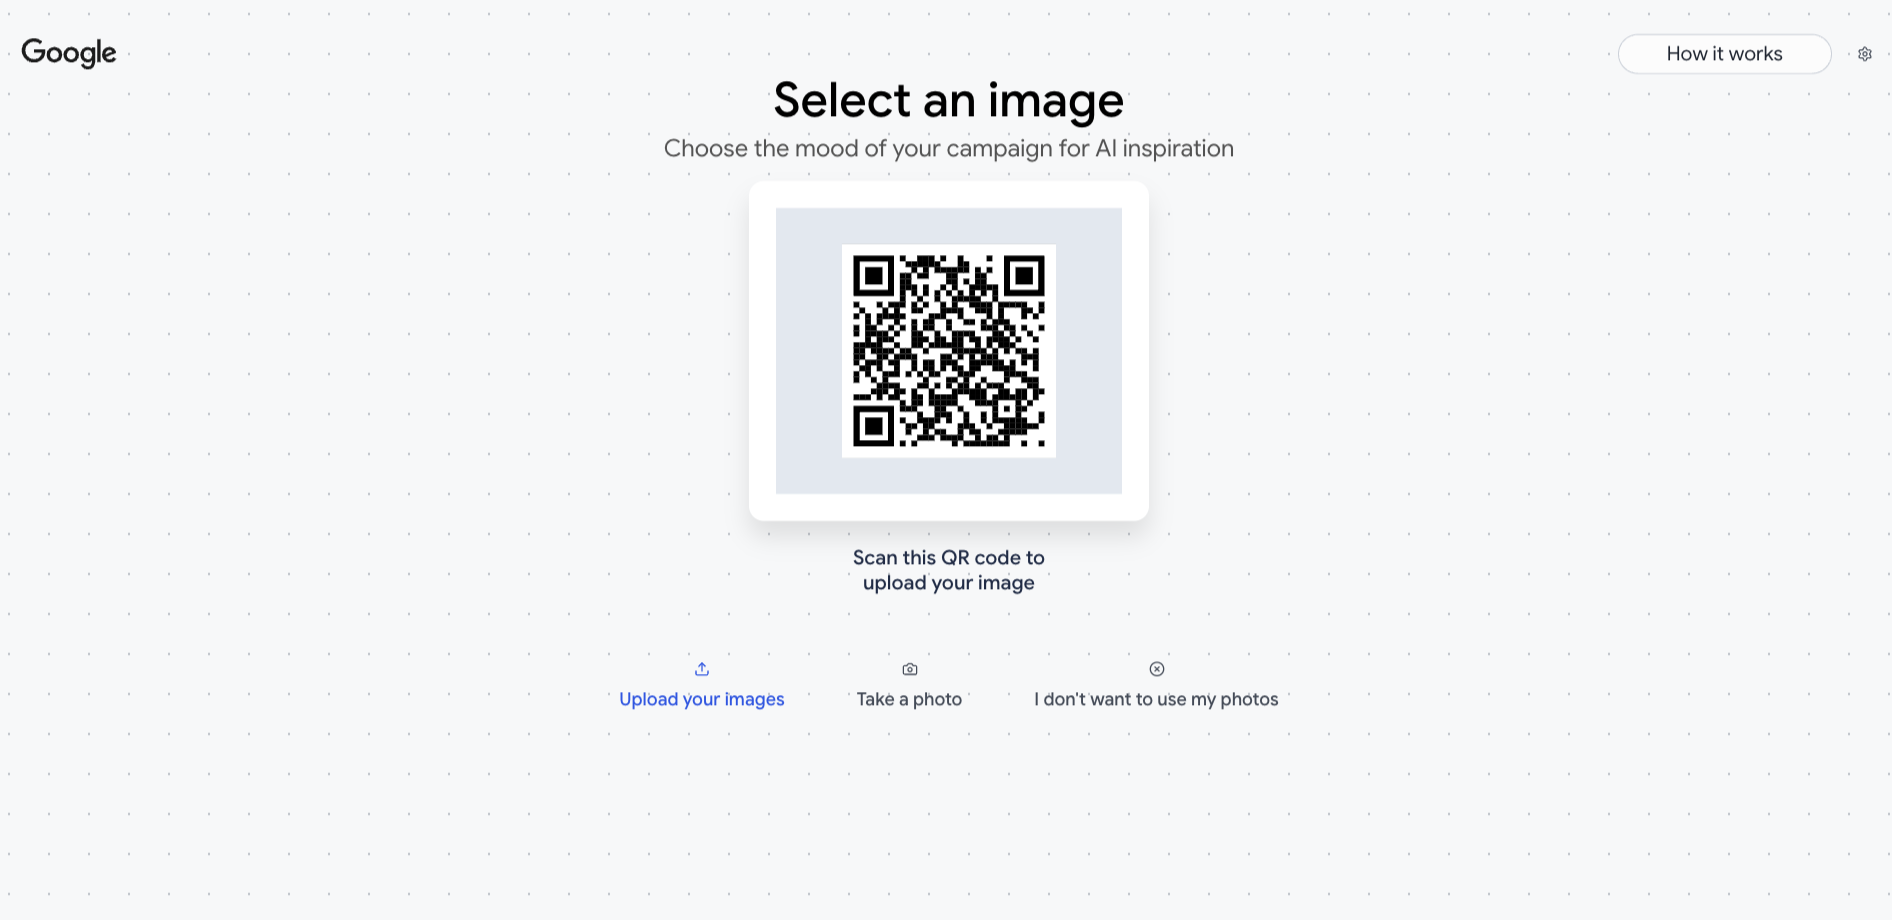 Google
How it works
Select an image
Choose the mood of your campaign for AI inspiration
Scan this QR code to
upload your image
Upload your images
Take a photo
I don't want to use my photos